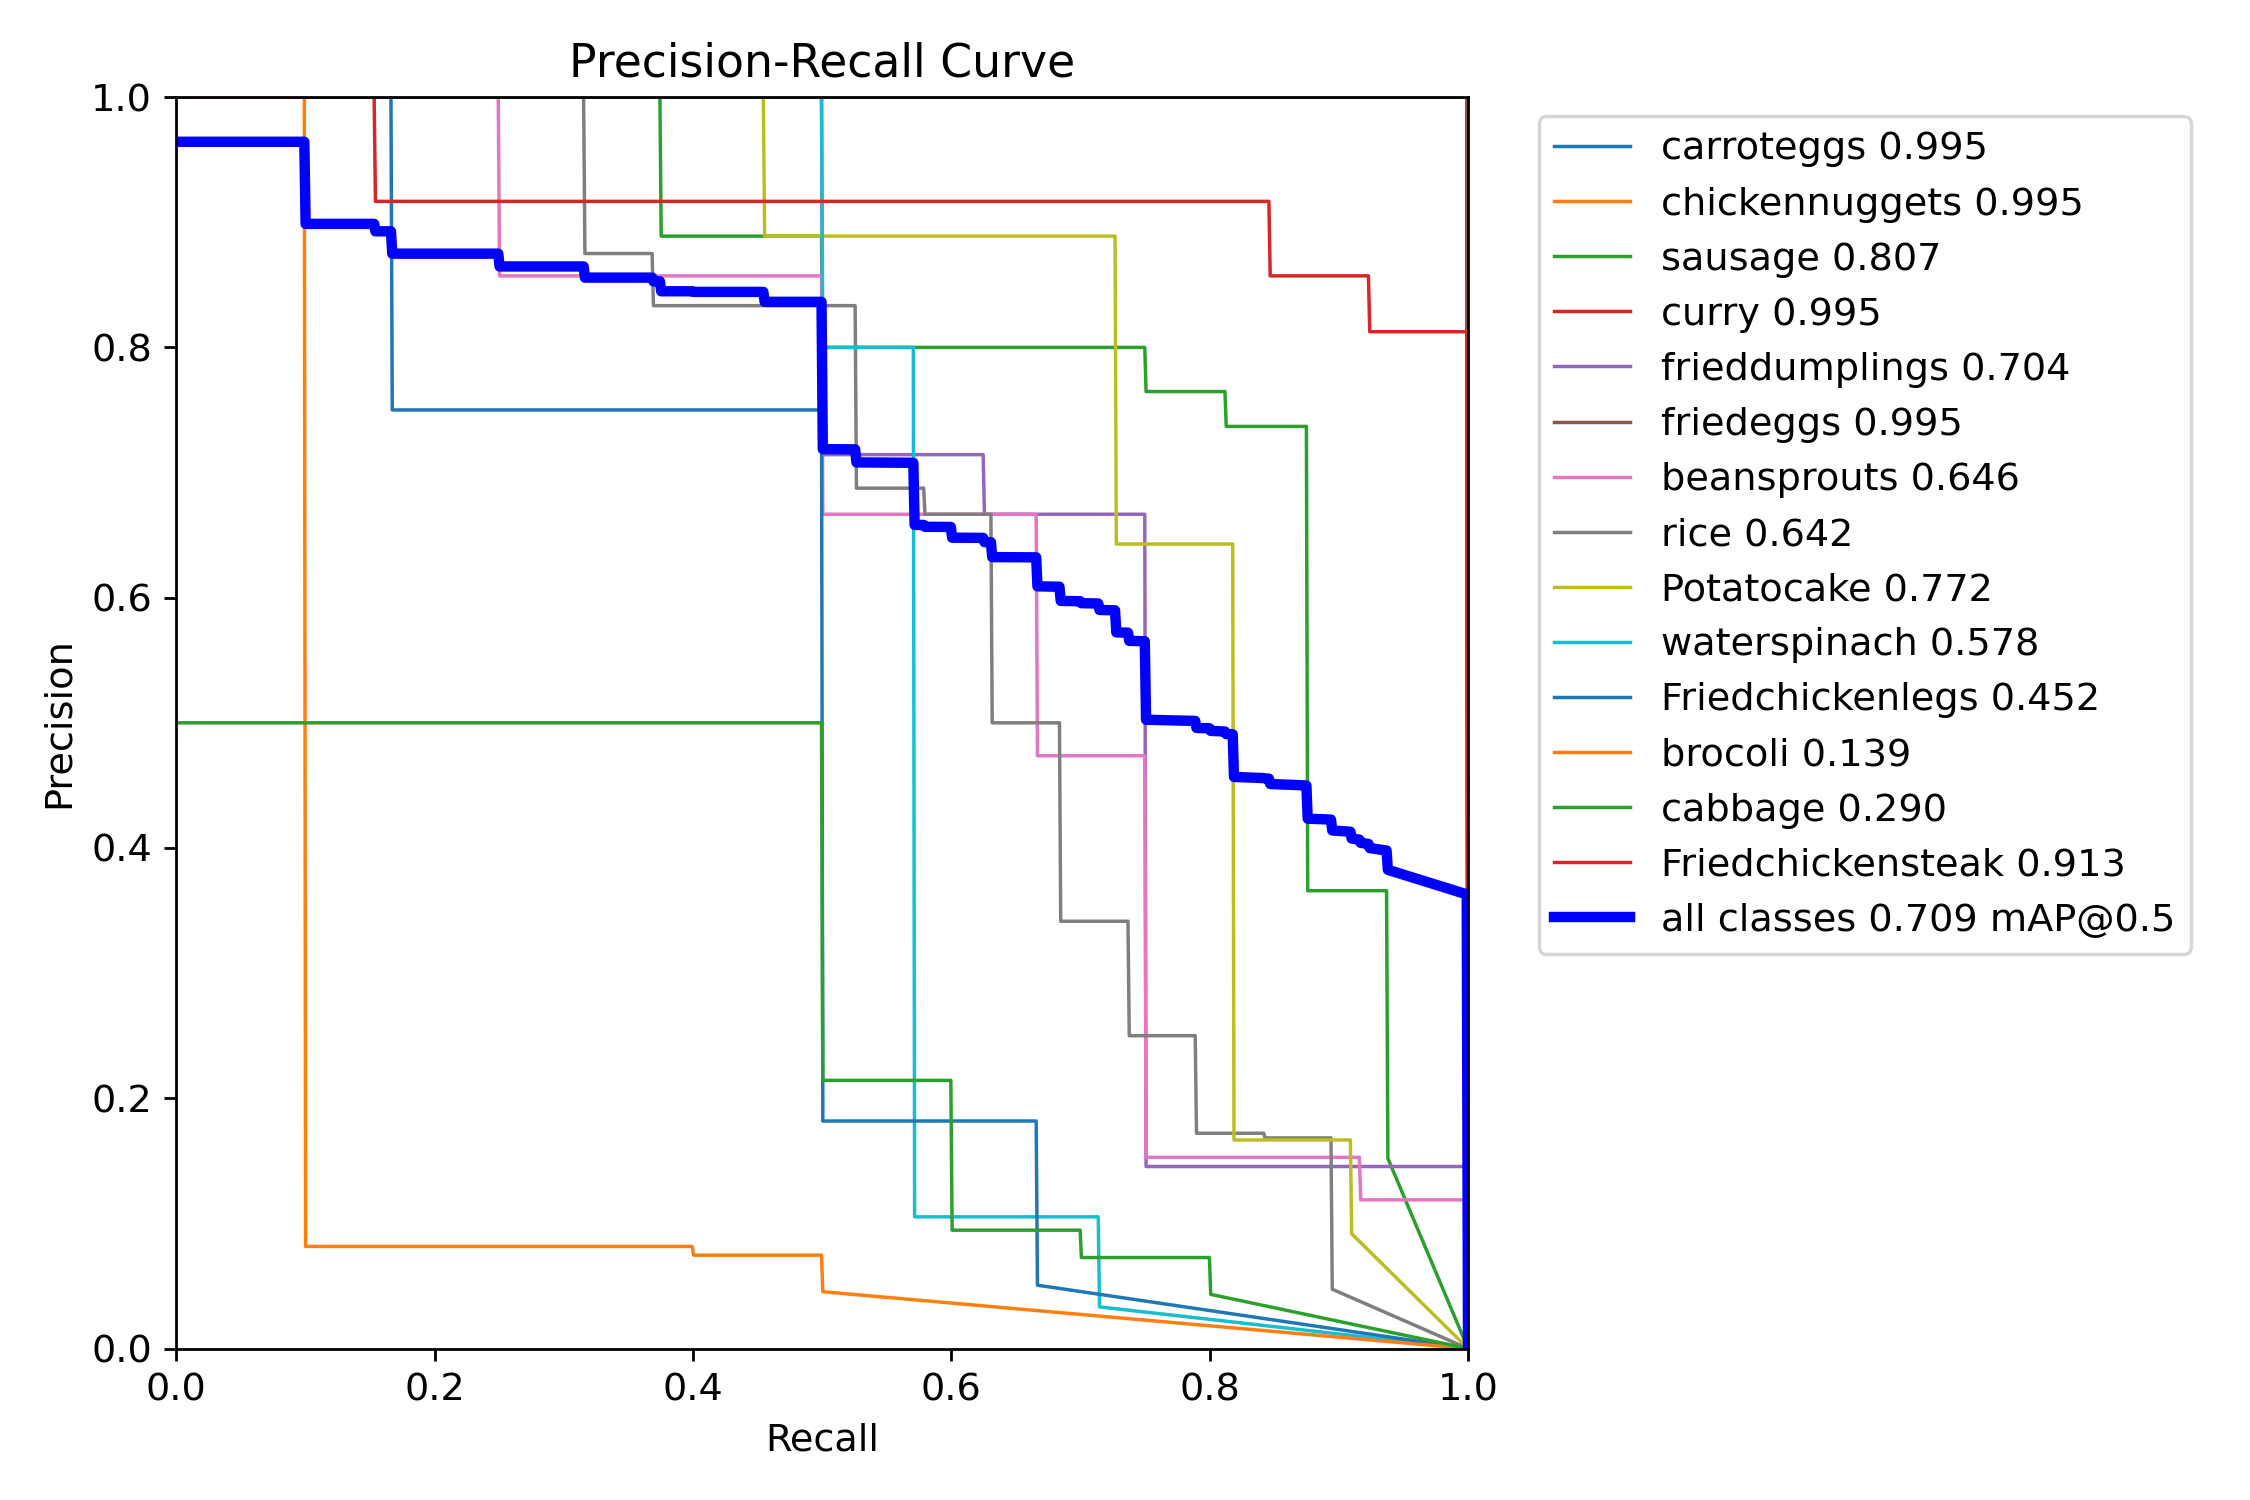 Precision-Recall Curve
1.0
0.8
0.6
0.4
0.2
0.0
Precision
0.0 0.2 0.4 0.6 0.8 1.0
Recall
carroteggs 0.995
chickennuggets 0.995
sausage 0.807
curry 0.995
frieddumplings 0.704
friedeggs 0.995
beansprouts 0.646
rice 0.642
Potatocake 0.772
waterspinach 0.578
Friedchickenlegs 0.452
brocoli 0.139
cabbage 0.290
Friedchickensteak 0.913
all classes 0.709 mAP@0.5